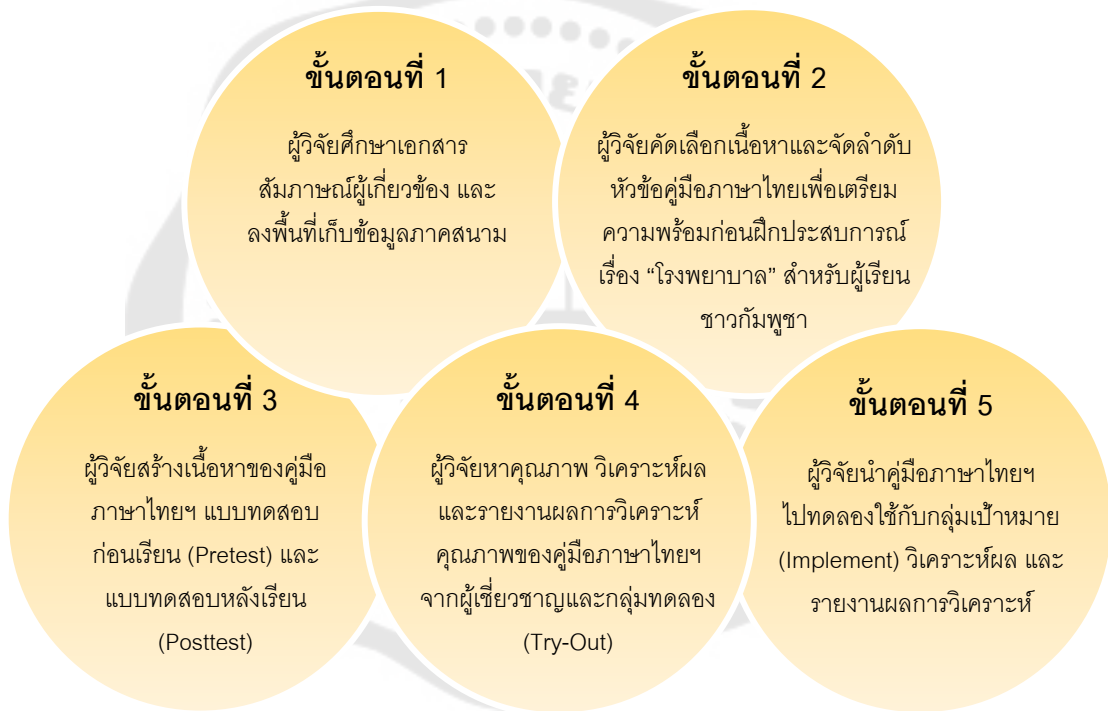 ขั้นตอนที่ 1
ผู้วิจัยศึกษาเอกสาร
สัมภาษณ์ผู้เกี่ยวข้อง และ
ลงพื้นที่เก็บข้อมูลภาคสนาม
ขั้นตอนที่ 2
ผู้วิจัยคัดเลือกเนื้อหาและจัดลำดับ
หัวข้อคู่มือภาษาไทยเพื่อเตรียม
ความพร้อมก่อนฝึกประสบการณ์
เรื่อง “โรงพยาบาล” สำหรับผู้เรียน
ชาวกัมพูชา
ขั้นตอนที่ 3
ผู้วิจัยสร้างเนื้อหาของคู่มือ
ภาษาไทยฯ แบบทดสอบ
ก่อนเรียน (Pretest) และ
แบบทดสอบหลังเรียน
(Posttest)
ขั้นตอนที่ 4
ผู้วิจัยหาคุณภาพ วิเคราะห์ผล
และรายงานผลการวิเคราะห์
คุณภาพของคู่มือภาษาไทยฯ
จากผู้เชี่ยวชาญและกลุ่มทดลอง
(Try-Out)
ขั้นตอนที่ 5
ผู้วิจัยนำคู่มือภาษาไทยฯ
ไปทดลองใช้กับกลุ่มเป้าหมาย
(Implement) วิเคราะห์ผล และ
รายงานผลการวิเคราะห์